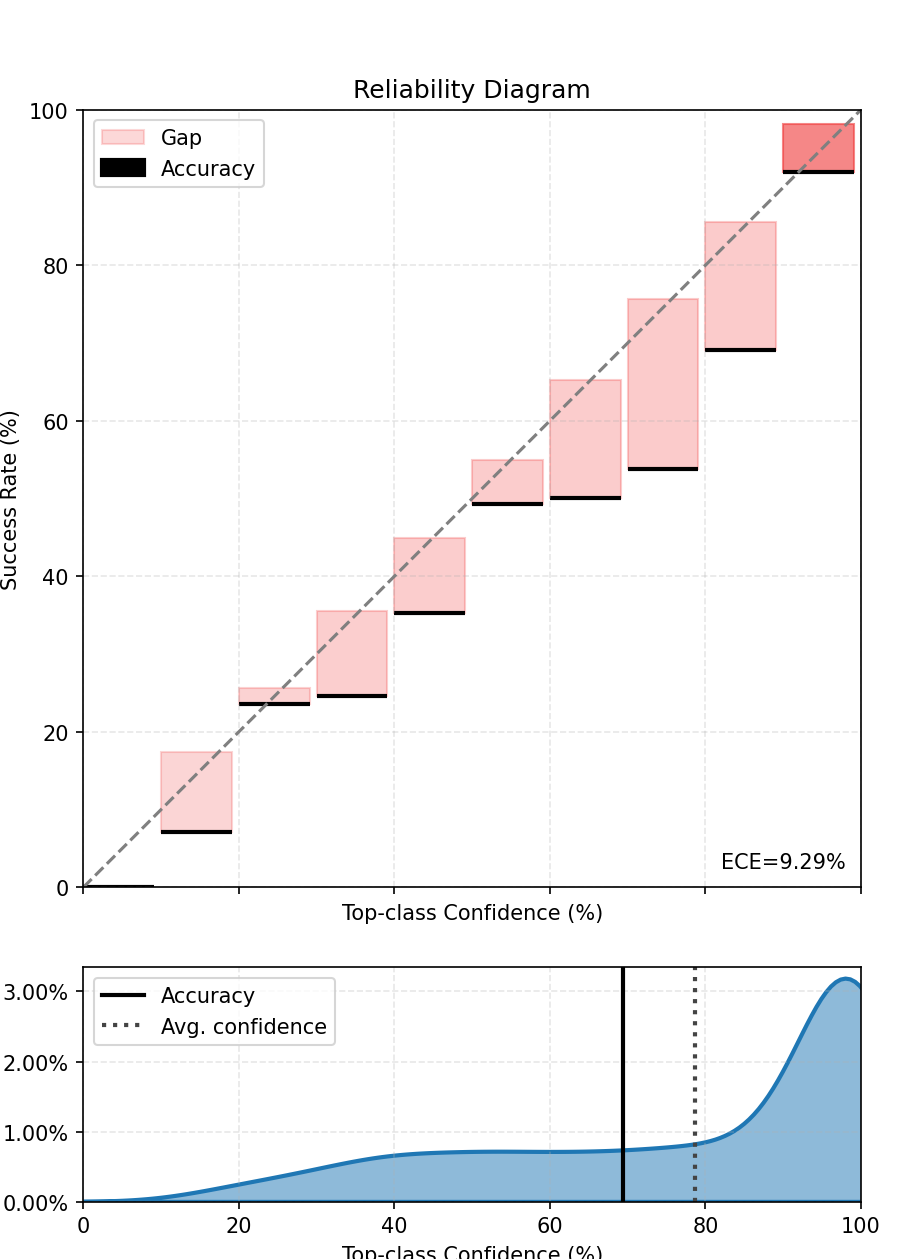 Reliability Diagram
100
80
60
40
20
0
Success Rate (%)
Gap
Accuracy
ECE=9.29%
Top-class Confidence (%)
3.00%
2.00%
1.00%
0.00%
Accuracy
Avg. confidence
0 20 40 60 80 100
Top-class Confidence (%)